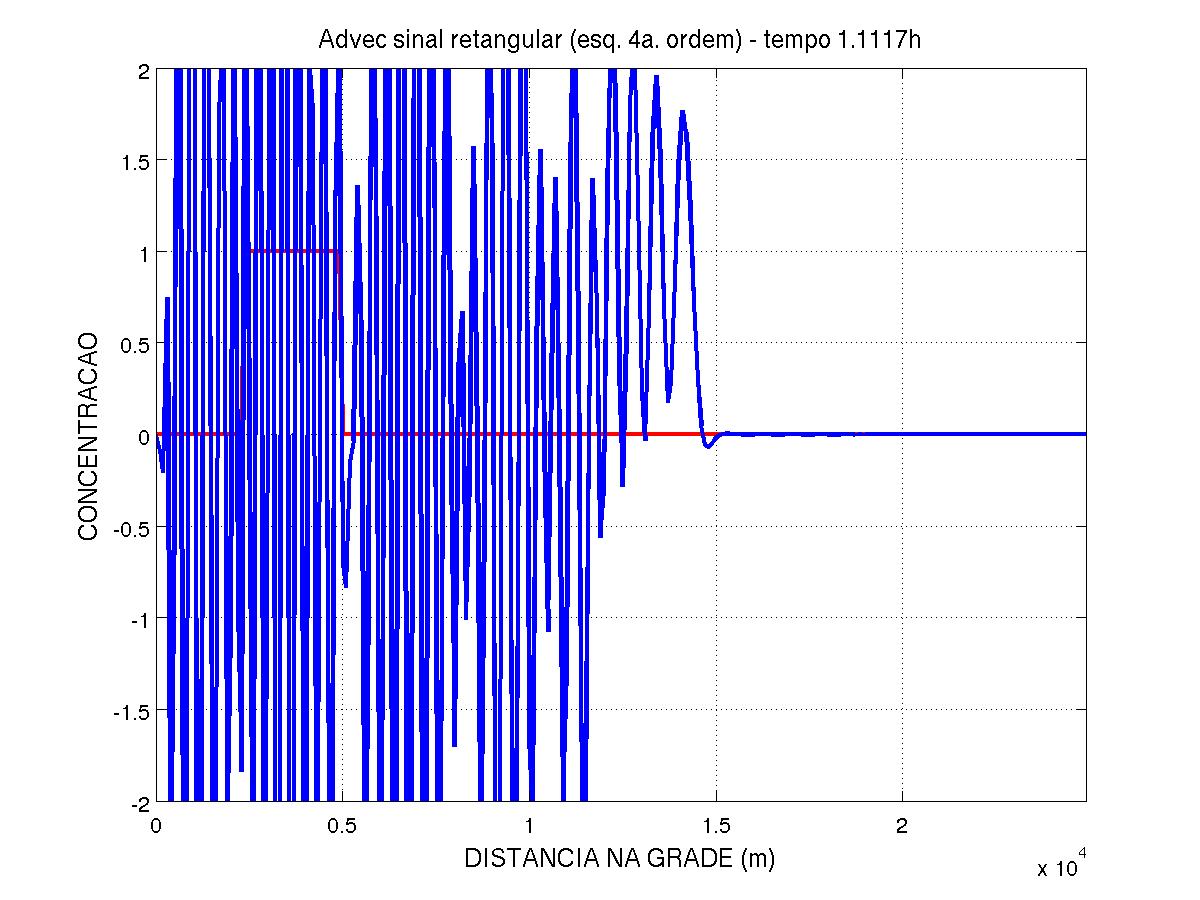 Advec sinal retangular (esq. 4a. ordem) - tempo 1.1117h
2
1.5
1
0.5
0
-0.5
-1
-1.5
-2
CONCENTRACAO
0 0.5 1 1.5 2
DISTANCIA NA GRADE (m)
x 10^4